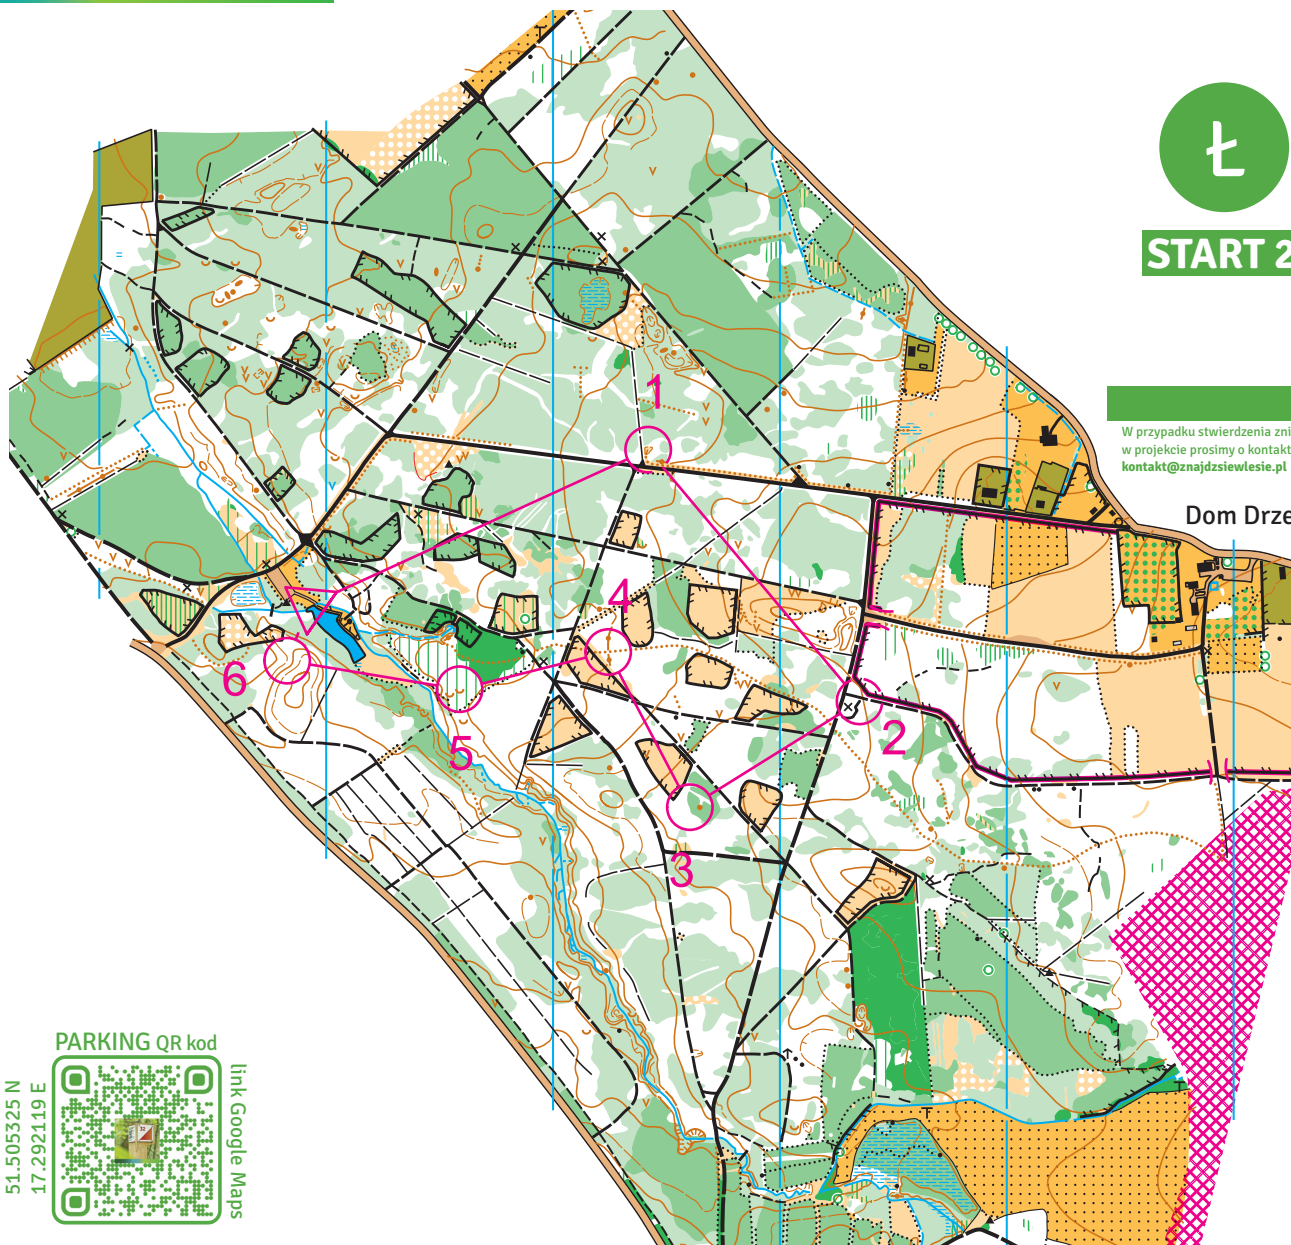 Ł
START 2
W przypadku stwierdzenia zni
w projekcie prosimy o kontakt
kontakt@znajdzsiewlesie.pl
Dom Drze
1
2
3
4
5
6
PARKING QR kod
link Google Maps
51.505325 N
17.292119 E